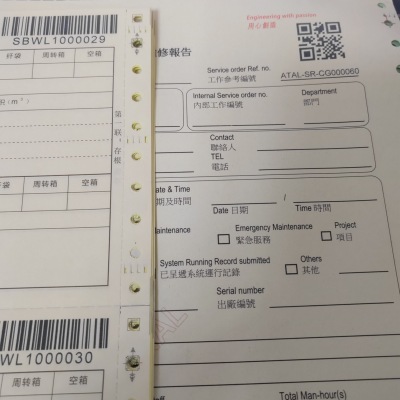 SBWL1000029
好袋 周转箱 空箱
R(m³)
第一联：存根
袋 周转箱 空箱
WL1000030
周转箱 空箱
Engineering with passion
用心創意
修報告
Service order Ref. no.
工作參考編號 ATAL-SR-CG000060
Internal Service order no.
內部工作編號
Department
部門
Contact
聯絡人
TEL
電話
ate & Time
期及時間
/
Date 日期 Time 時間
aintenance
Emergency Maintenance
緊急服務
Project
項目
System Running Record submitted
已呈遞系統運行記錄
Others
其他
Serial number
出廠編號
Total Man-hour(s)